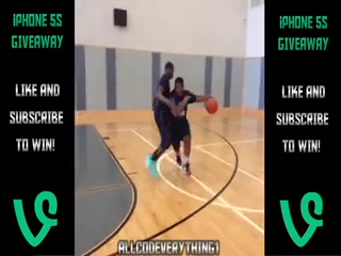 iPHONE 5S
GIVEAWAY
LIKE AND
SUBSCRIBE
TO WIN!
iPHONE 5S
GIVEAWAY
LIKE AND
SUBSCRIBE
TO WIN!
ALLCODEVERYTHING1